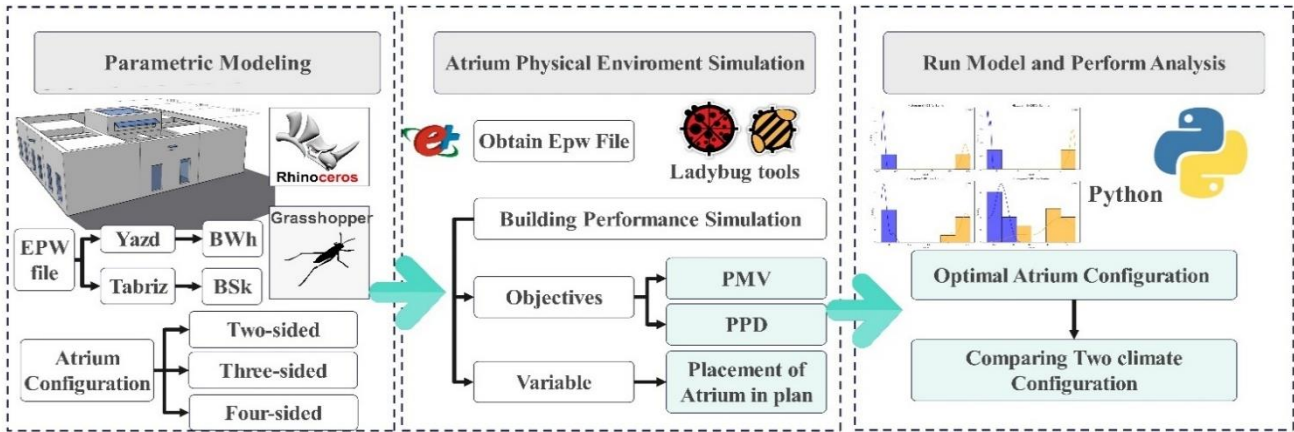 Parametric Modeling
Rhinoceros
Grasshopper
EPW
file
Yazd
BWh
Tabriz
BSk
Atrium
Configuration
Two-sided
Three-sided
Four-sided
Atrium Physical Enviroment Simulation
e+
Obtain Epw File
Ladybug tools
Building Performance Simulation
Objectives
PMV
PPD
Variable
Placement of
Atrium in plan
Run Model and Perform Analysis
Python
Optimal Atrium Configuration
Comparing Two climate
Configuration